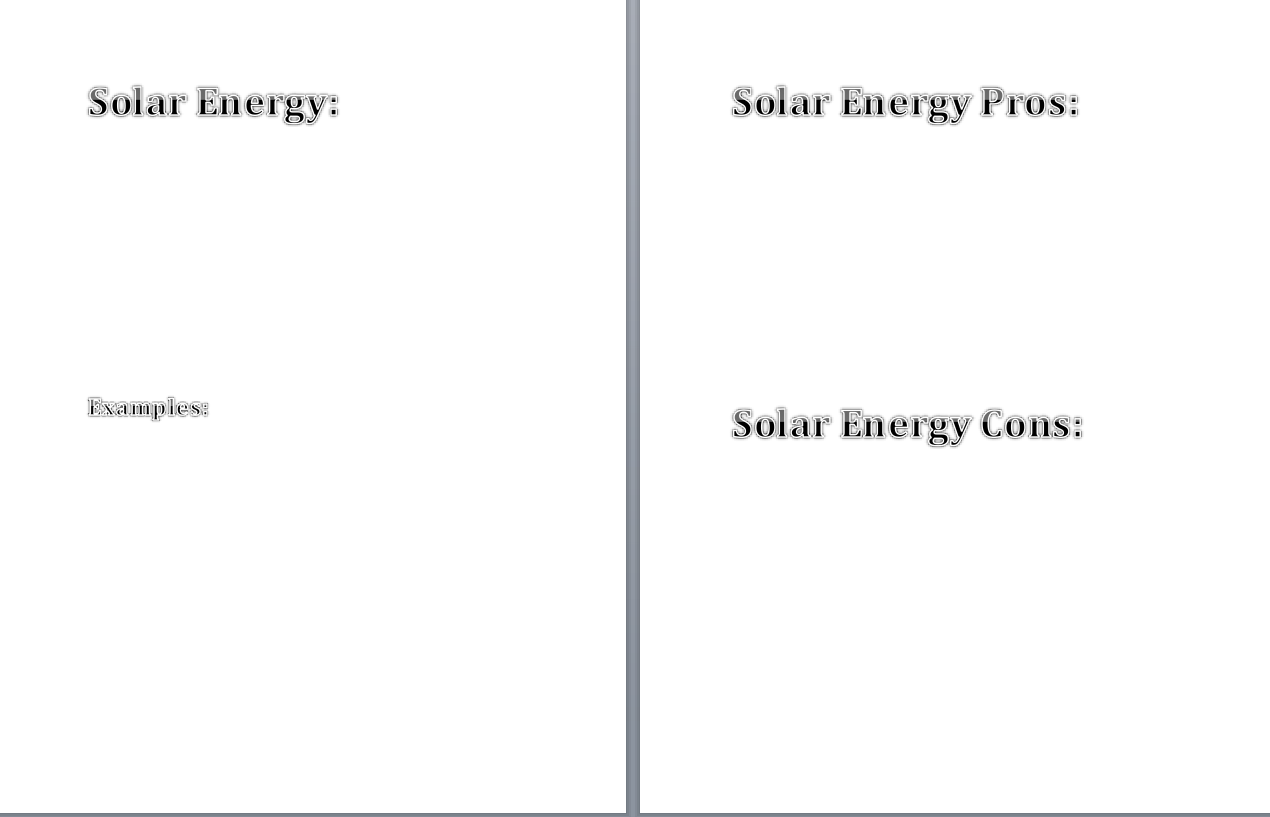 Solar Energy:
Examples:
Solar Energy Pros:
Solar Energy Cons: